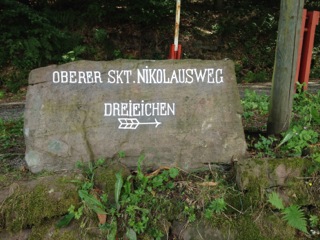 OBERER SKT. NIKOLAUSWEG
DREIEICHEN